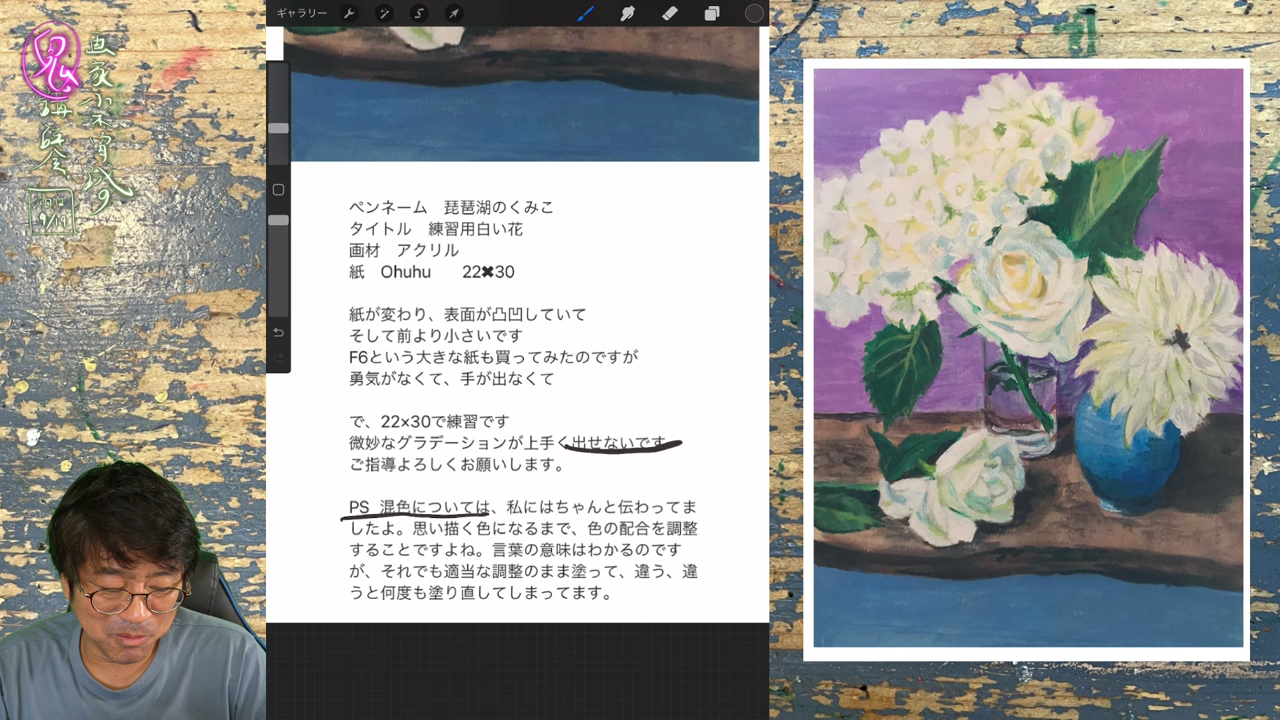 鬼
画家小木曽誠の
講座
9/19
ギャラリー
ペンネーム　琵琶湖のくみこ
タイトル　練習用白い花
画材　アクリル
紙　Ohuhu　　22✖30
紙が変わり、表面が凸凹していて
そして前より小さいです
F6という大きな紙も買ってみたのですが
勇気がなくて、手が出なくて
で、22×30で練習です
微妙なグラデーションが上手く出せないです
ご指導よろしくお願いします。
PS 混色については、私にはちゃんと伝わってま
したよ。思い描く色になるまで、色の配合を調整
することですよね。言葉の意味はわかるのです
が、それでも適当な調整のまま塗って、違う、違
うと何度も塗り直してしまってます。